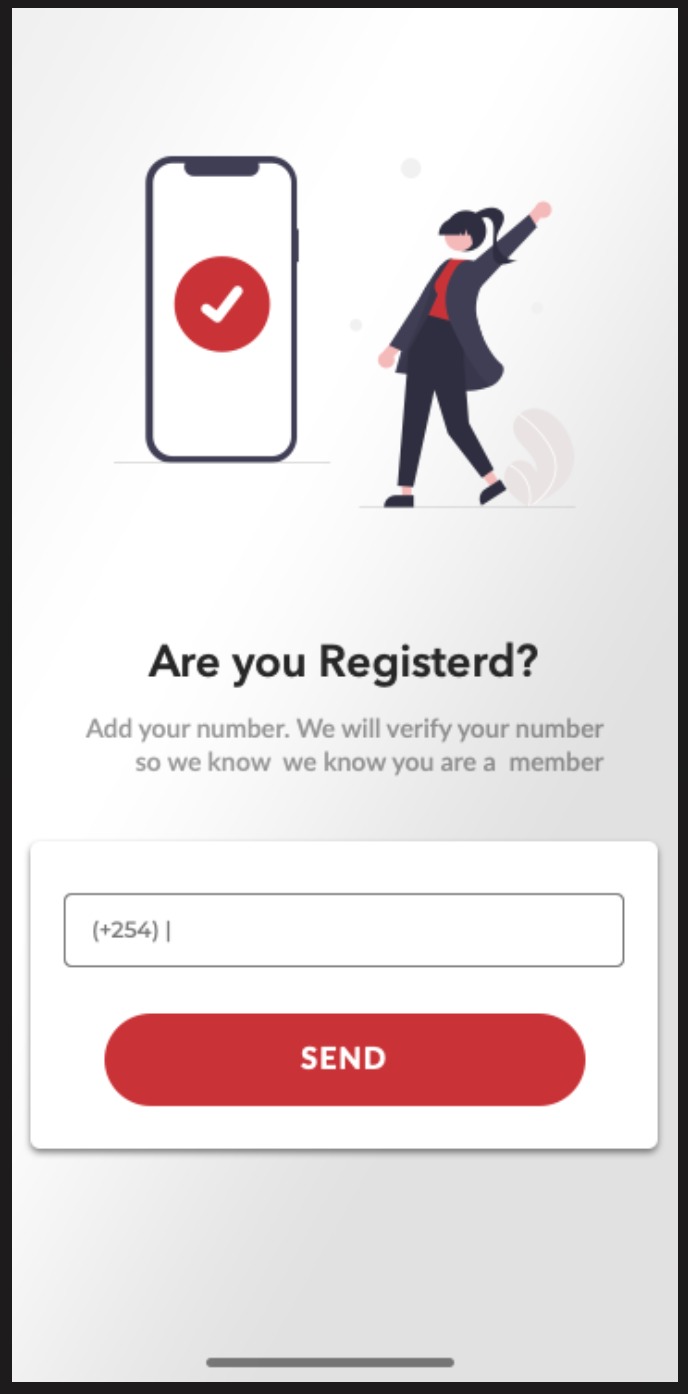 Are you Registerd?
Add your number. We will verify your number
so we know  we know you are a  member
(+254) |
SEND